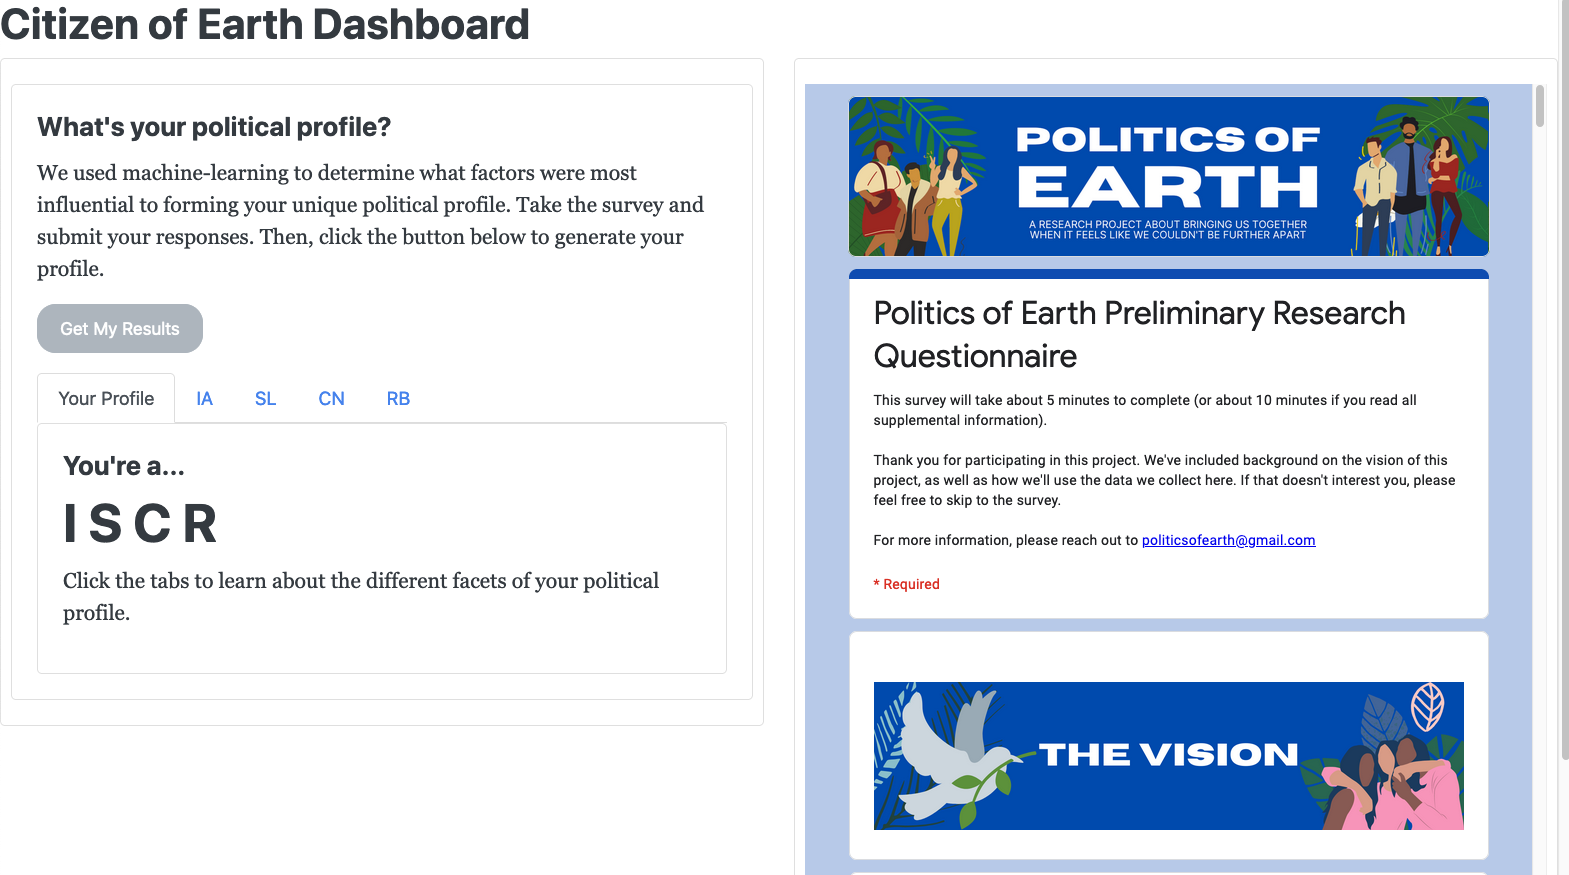 Citizen of Earth Dashboard
What's your political profile?
We used machine-learning to determine what factors were most
influential to forming your unique political profile. Take the survey and
submit your responses. Then, click the button below to generate your
profile.
Get My Results
Your Profile IA SL CN RB
You're a...
I S C R
Click the tabs to learn about the different facets of your political
profile.
POLITICS OF
EARTH
A RESEARCH PROJECT ABOUT BRINGING US TOGETHER
WHEN IT FEELS LIKE WE COULDN'T BE FURTHER APART
Politics of Earth Preliminary Research
Questionnaire
This survey will take about 5 minutes to complete (or about 10 minutes if you read all
supplemental information).
Thank you for participating in this project. We've included background on the vision of this
project, as well as how we'll use the data we collect here. If that doesn't interest you, please
feel free to skip to the survey.
For more information, please reach out to politicsofearth@gmail.com
* Required
THE VISION